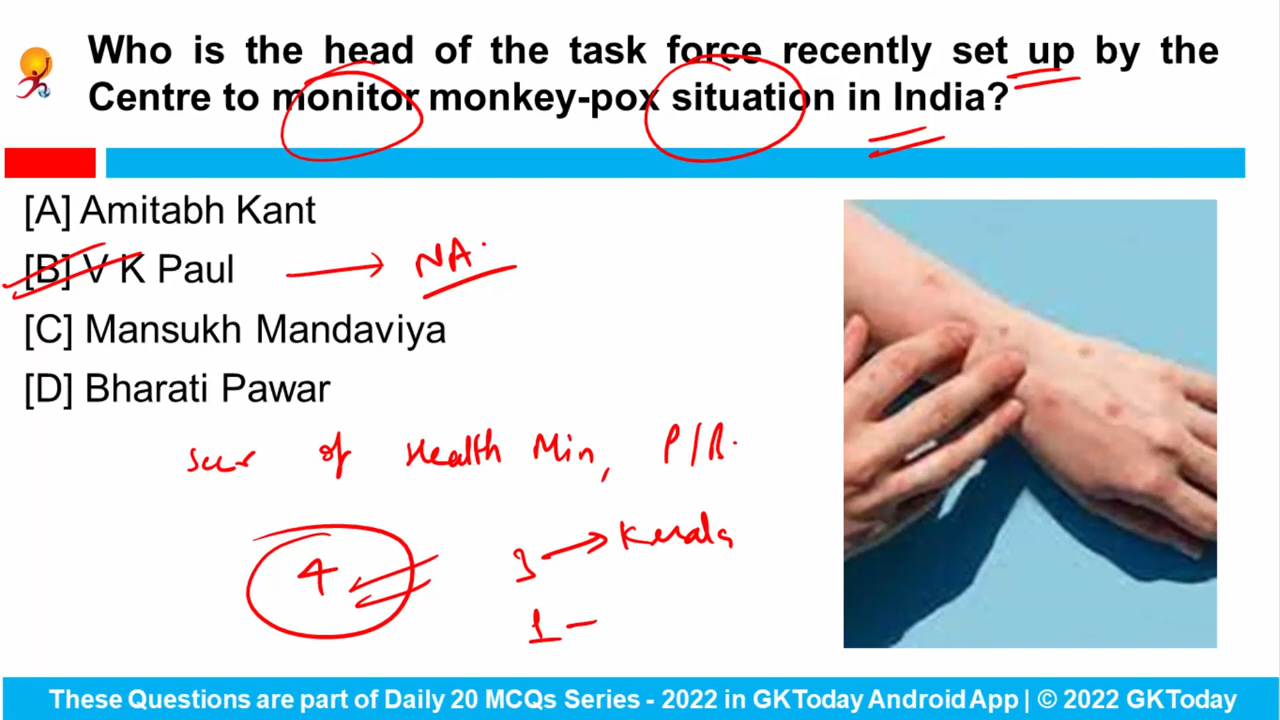 Who is the head of the task force recently set up by the
Centre to monitor monkey-pox situation in India?
[A] Amitabh Kant
[B] V K Paul → NA.
[C] Mansukh Mandaviya
[D] Bharati Pawar
of Health Min, P/B.
4 3 → Kerala
1 –
These Questions are part of Daily 20 MCQs Series - 2022 in GKToday Android App | © 2022 GKToday